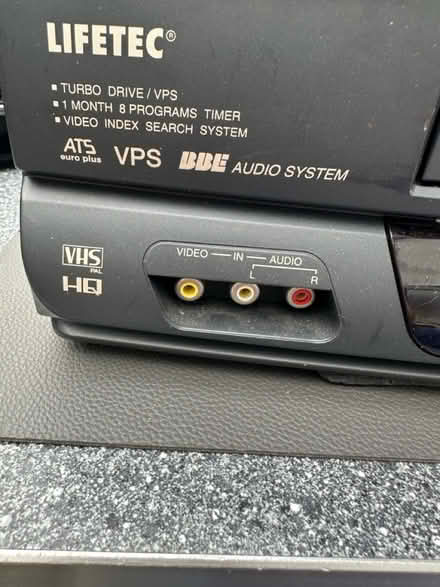 LIFETEC®
▪ TURBO DRIVE / VPS
▪ 1 MONTH 8 PROGRAMS TIMER
▪ VIDEO INDEX SEARCH SYSTEM
ATS euro plus VPS BBE AUDIO SYSTEM
VIDEO — IN — AUDIO
L R
VHS
PAL
HQ